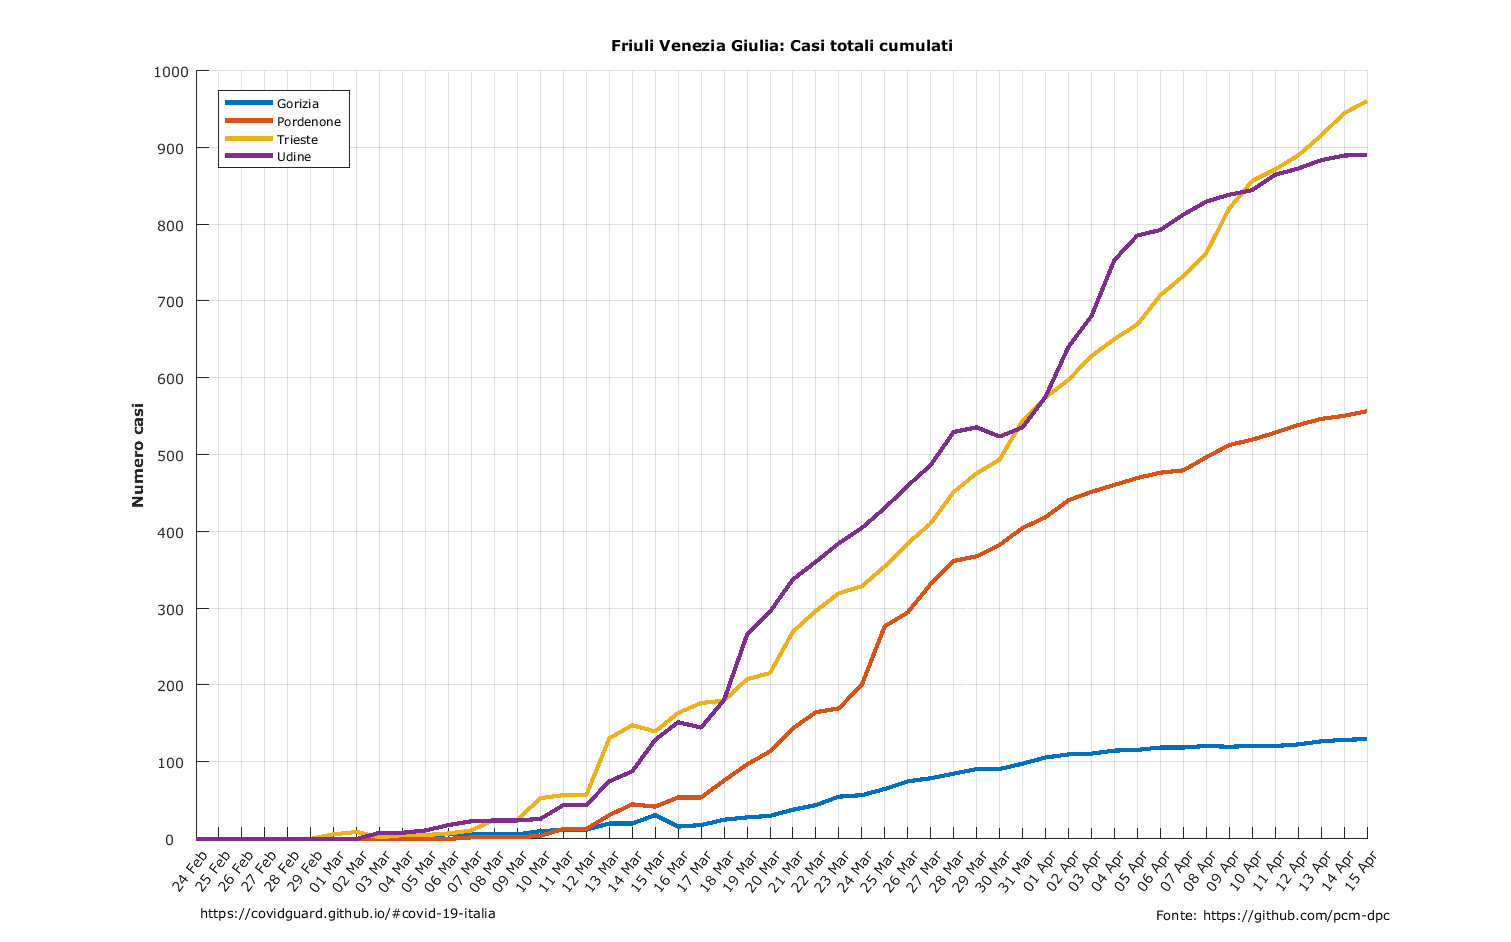 Friuli Venezia Giulia: Casi totali cumulati
1000
900
800
700
600
500
400
300
200
100
0
Numero casi
Gorizia
Pordenone
Trieste
Udine
24 Feb
25 Feb
26 Feb
27 Feb
28 Feb
29 Feb
01 Mar
02 Mar
03 Mar
04 Mar
05 Mar
06 Mar
07 Mar
08 Mar
09 Mar
10 Mar
11 Mar
12 Mar
13 Mar
14 Mar
15 Mar
16 Mar
17 Mar
18 Mar
19 Mar
20 Mar
21 Mar
22 Mar
23 Mar
24 Mar
25 Mar
26 Mar
27 Mar
28 Mar
29 Mar
30 Mar
31 Mar
01 Apr
02 Apr
03 Apr
04 Apr
05 Apr
06 Apr
07 Apr
08 Apr
09 Apr
10 Apr
11 Apr
12 Apr
13 Apr
14 Apr
15 Apr
https://covidguard.github.io/#covid-19-italia
Fonte: https://github.com/pcm-dpc